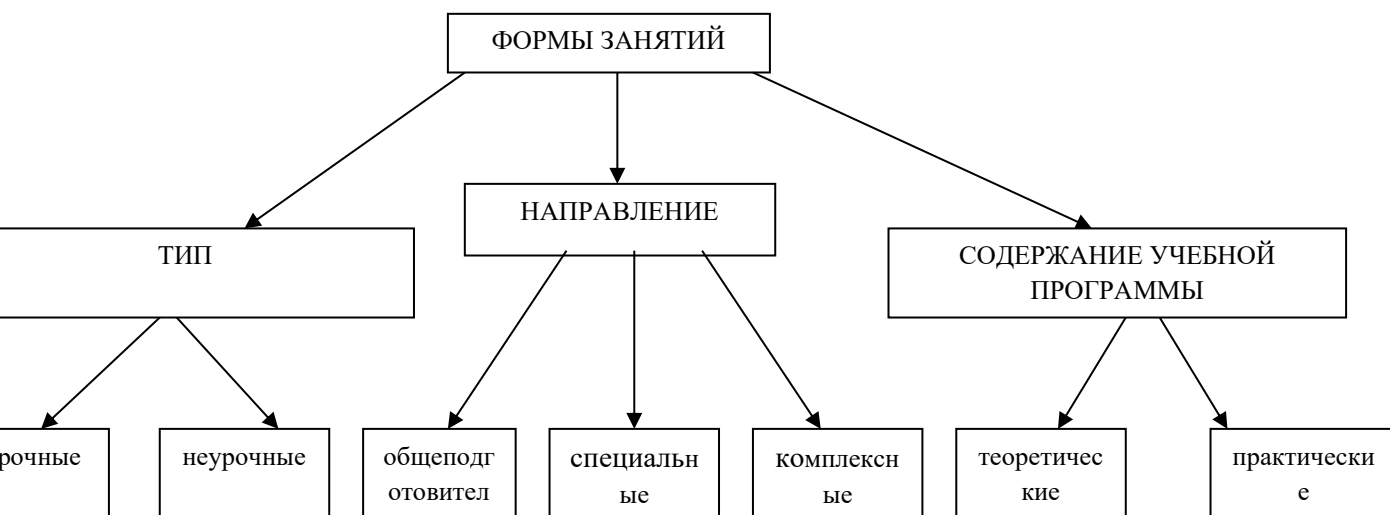 ФОРМЫ ЗАНЯТИЙ
НАПРАВЛЕНИЕ
ТИП
СОДЕРЖАНИЕ УЧЕБНОЙ
ПРОГРАММЫ
рочные
неурочные
общеподг
отовител
специальн
ые
комплексн
ые
теоретичес
кие
практически
е